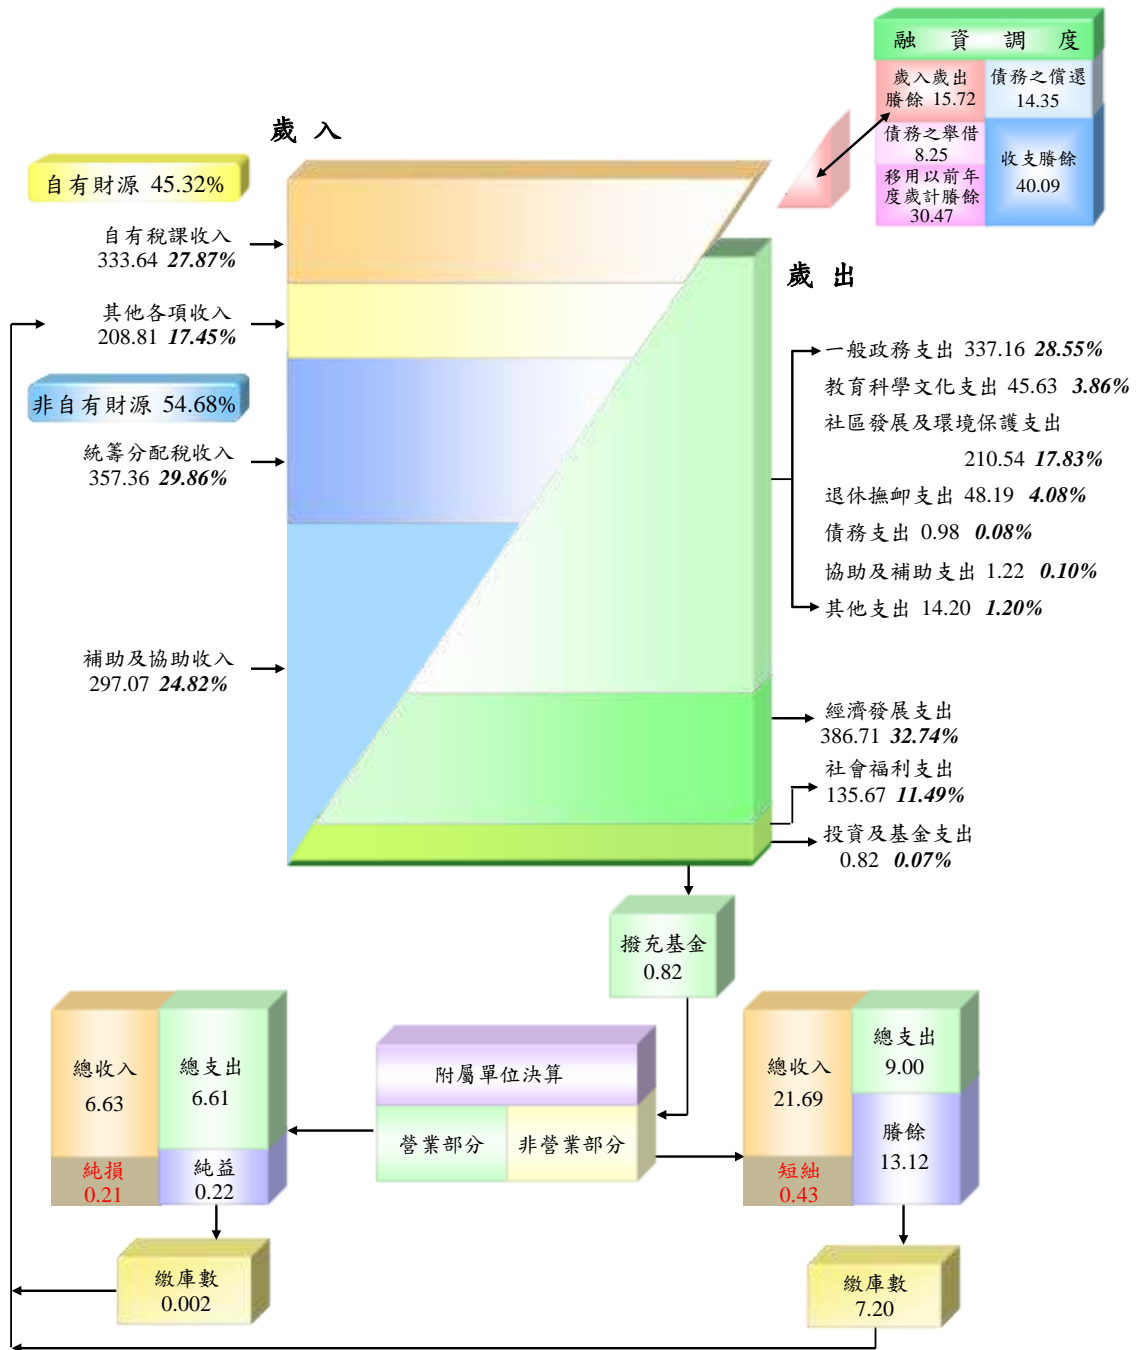 融資調度
歲入歲出
賸餘 15.72
債務之償還
14.35
債務之舉借
8.25
移用以前年
度歲計賸餘
30.47
收支賸餘
40.09
歲入
自有財源 45.32%
自有稅課收入
333.64 27.87%
其他各項收入
208.81 17.45%
非自有財源 54.68%
統籌分配稅收入
357.36 29.86%
補助及協助收入
297.07 24.82%
歲出
一般政務支出 337.16 28.55%
教育科學文化支出 45.63 3.86%
社區發展及環境保護支出
210.54 17.83%
退休撫卹支出 48.19 4.08%
債務支出 0.98 0.08%
協助及補助支出 1.22 0.10%
其他支出 14.20 1.20%
經濟發展支出
386.71 32.74%
社會福利支出
135.67 11.49%
投資及基金支出
0.82 0.07%
撥充基金
0.82
總收入
6.63
純損
0.21
總支出
6.61
純益
0.22
附屬單位決算
營業部分
非營業部分
總收入
21.69
短絀
0.43
總支出
9.00
賸餘
13.12
繳庫數
0.002
繳庫數
7.20